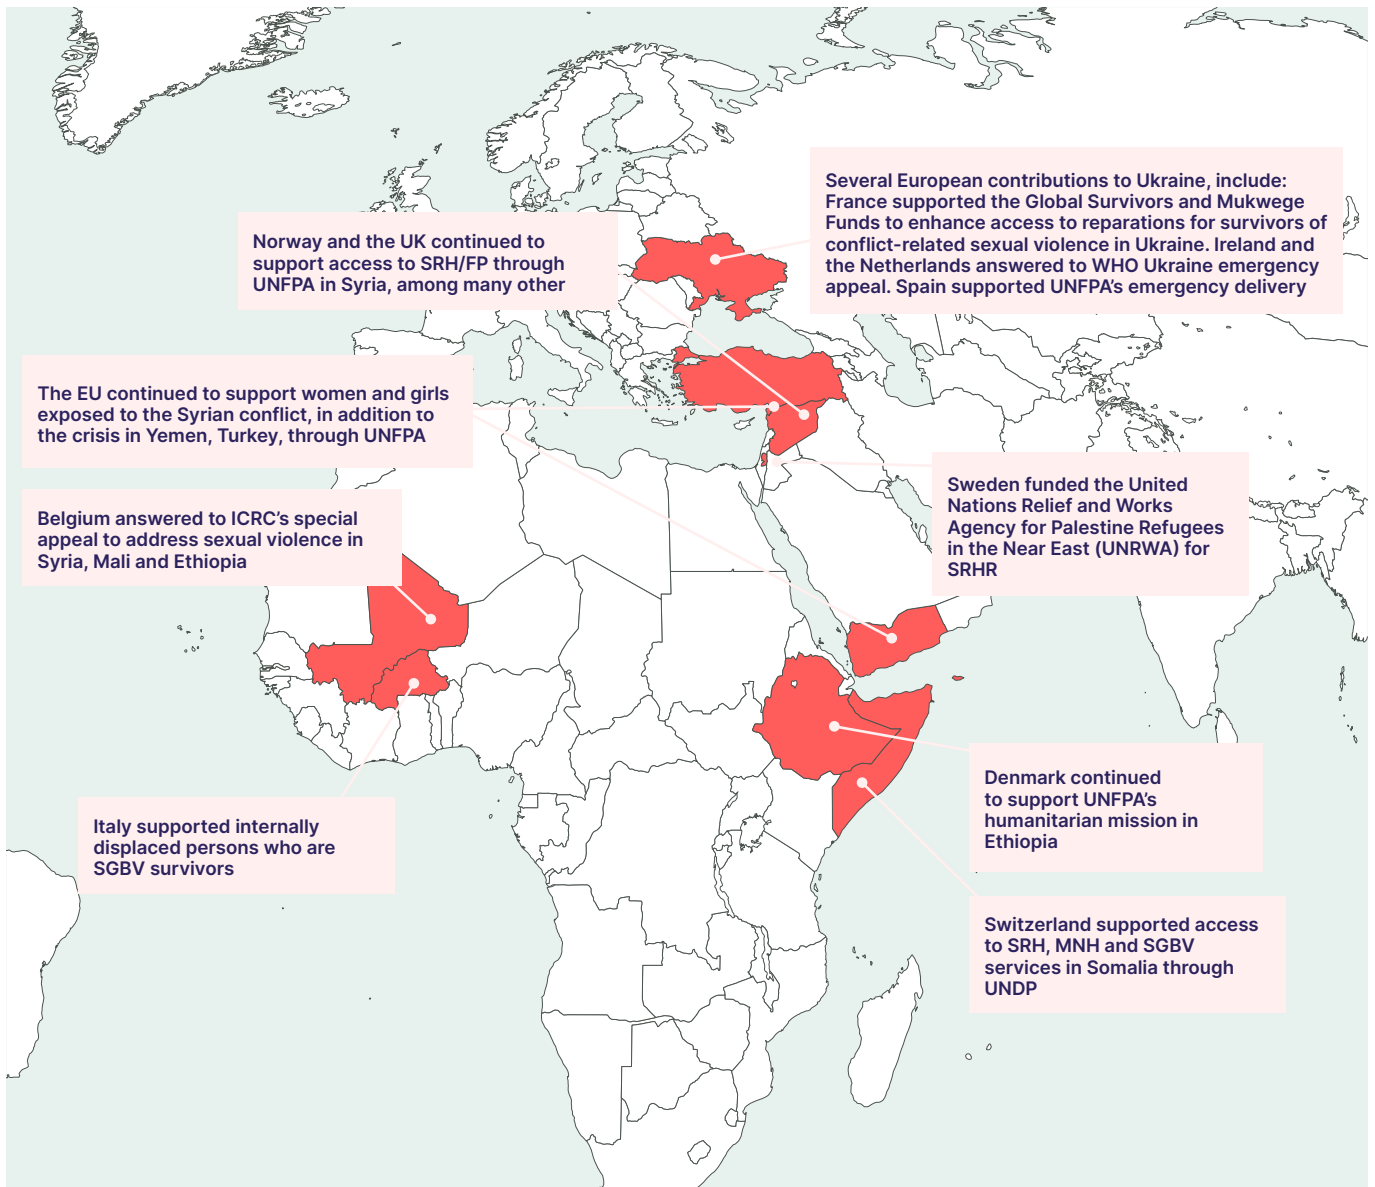 Several European contributions to Ukraine, include:
France supported the Global Survivors and Mukwege
Funds to enhance access to reparations for survivors of
conflict-related sexual violence in Ukraine. Ireland and
the Netherlands answered to WHO Ukraine emergency
appeal. Spain supported UNFPA’s emergency delivery
Norway and the UK continued to
support access to SRH/FP through
UNFPA in Syria, among many other
The EU continued to support women and girls
exposed to the Syrian conflict, in addition to
the crisis in Yemen, Turkey, through UNFPA
Sweden funded the United
Nations Relief and Works
Agency for Palestine Refugees
in the Near East (UNRWA) for
SRHR
Belgium answered to ICRC’s special
appeal to address sexual violence in
Syria, Mali and Ethiopia
Denmark continued
to support UNFPA’s
humanitarian mission in
Ethiopia
Italy supported internally
displaced persons who are
SGBV survivors
Switzerland supported access
to SRH, MNH and SGBV
services in Somalia through
UNDP